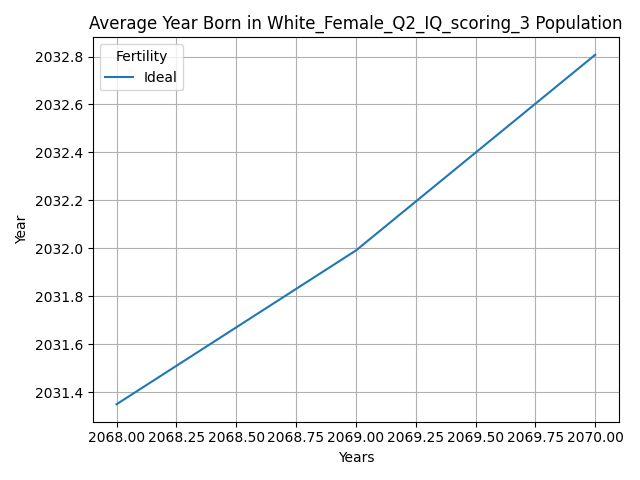 Average Year Born in White_Female_Q2_IQ_scoring_3 Population
Fertility
Ideal
2032.8
2032.6
2032.4
2032.2
2032.0
2031.8
2031.6
2031.4
Year
2068.00 2068.25 2068.50 2068.75 2069.00 2069.25 2069.50 2069.75 2070.00
Years